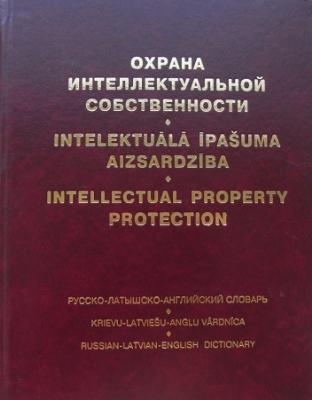 ОХРАНА
ИНТЕЛЛЕКТУАЛЬНОЙ
СОБСТВЕННОСТИ
INTELEKTUĀLĀ ĪPAŠUMA
AIZSARDZĪBA
INTELLECTUAL PROPERTY
PROTECTION
РУССКО-ЛАТЫШСКО-АНГЛИЙСКИЙ СЛОВАРЬ
KRIEVU-LATVIEŠU-ANGĻU VĀRDNĪCA
RUSSIAN-LATVIAN-ENGLISH DICTIONARY